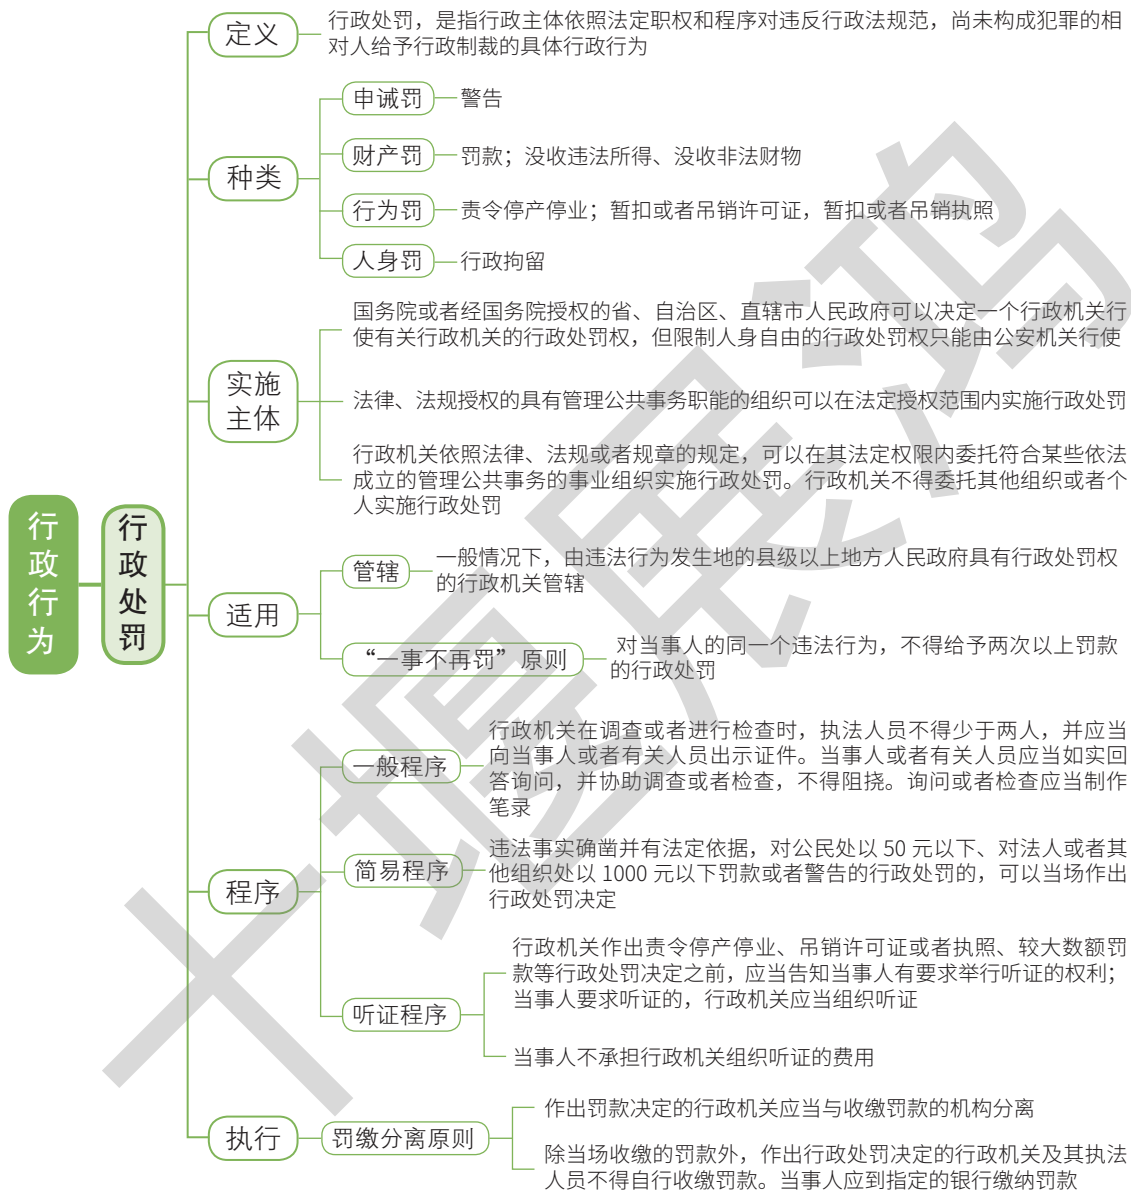 行政行为
行政处罚
定义
行政处罚，是指行政主体依照法定职权和程序对违反行政法规范，尚未构成犯罪的相
对人给予行政制裁的具体行政行为
种类
申诫罚
警告
财产罚
罚款；没收违法所得、没收非法财物
行为罚
责令停产停业；暂扣或者吊销许可证，暂扣或者吊销执照
人身罚
行政拘留
实施
主体
国务院或者经国务院授权的省、自治区、直辖市人民政府可以决定一个行政机关行
使有关行政机关的行政处罚权，但限制人身自由的行政处罚权只能由公安机关行使
法律、法规授权的具有管理公共事务职能的组织可以在法定授权范围内实施行政处罚
行政机关依照法律、法规或者规章的规定，可以在其法定权限内委托符合某些依法
成立的管理公共事务的事业组织实施行政处罚。行政机关不得委托其他组织或者个
人实施行政处罚
适用
管辖
一般情况下，由违法行为发生地的县级以上地方人民政府具有行政处罚权
的行政机关管辖
“一事不再罚”原则
对当事人的同一个违法行为，不得给予两次以上罚款
的行政处罚
程序
一般程序
行政机关在调查或者进行检查时，执法人员不得少于两人，并应当
向当事人或者有关人员出示证件。当事人或者有关人员应当如实回
答询问，并协助调查或者检查，不得阻挠。询问或者检查应当制作
笔录
简易程序
违法事实确凿并有法定依据，对公民处以 50 元以下、对法人或者其
他组织处以 1000 元以下罚款或者警告的行政处罚的，可以当场作出
行政处罚决定
听证程序
行政机关作出责令停产停业、吊销许可证或者执照、较大数额罚
款等行政处罚决定之前，应当告知当事人有要求举行听证的权利；
当事人要求听证的，行政机关应当组织听证
当事人不承担行政机关组织听证的费用
执行
罚缴分离原则
作出罚款决定的行政机关应当与收缴罚款的机构分离
除当场收缴的罚款外，作出行政处罚决定的行政机关及其执法
人员不得自行收缴罚款。当事人应到指定的银行缴纳罚款
十堰展鸿